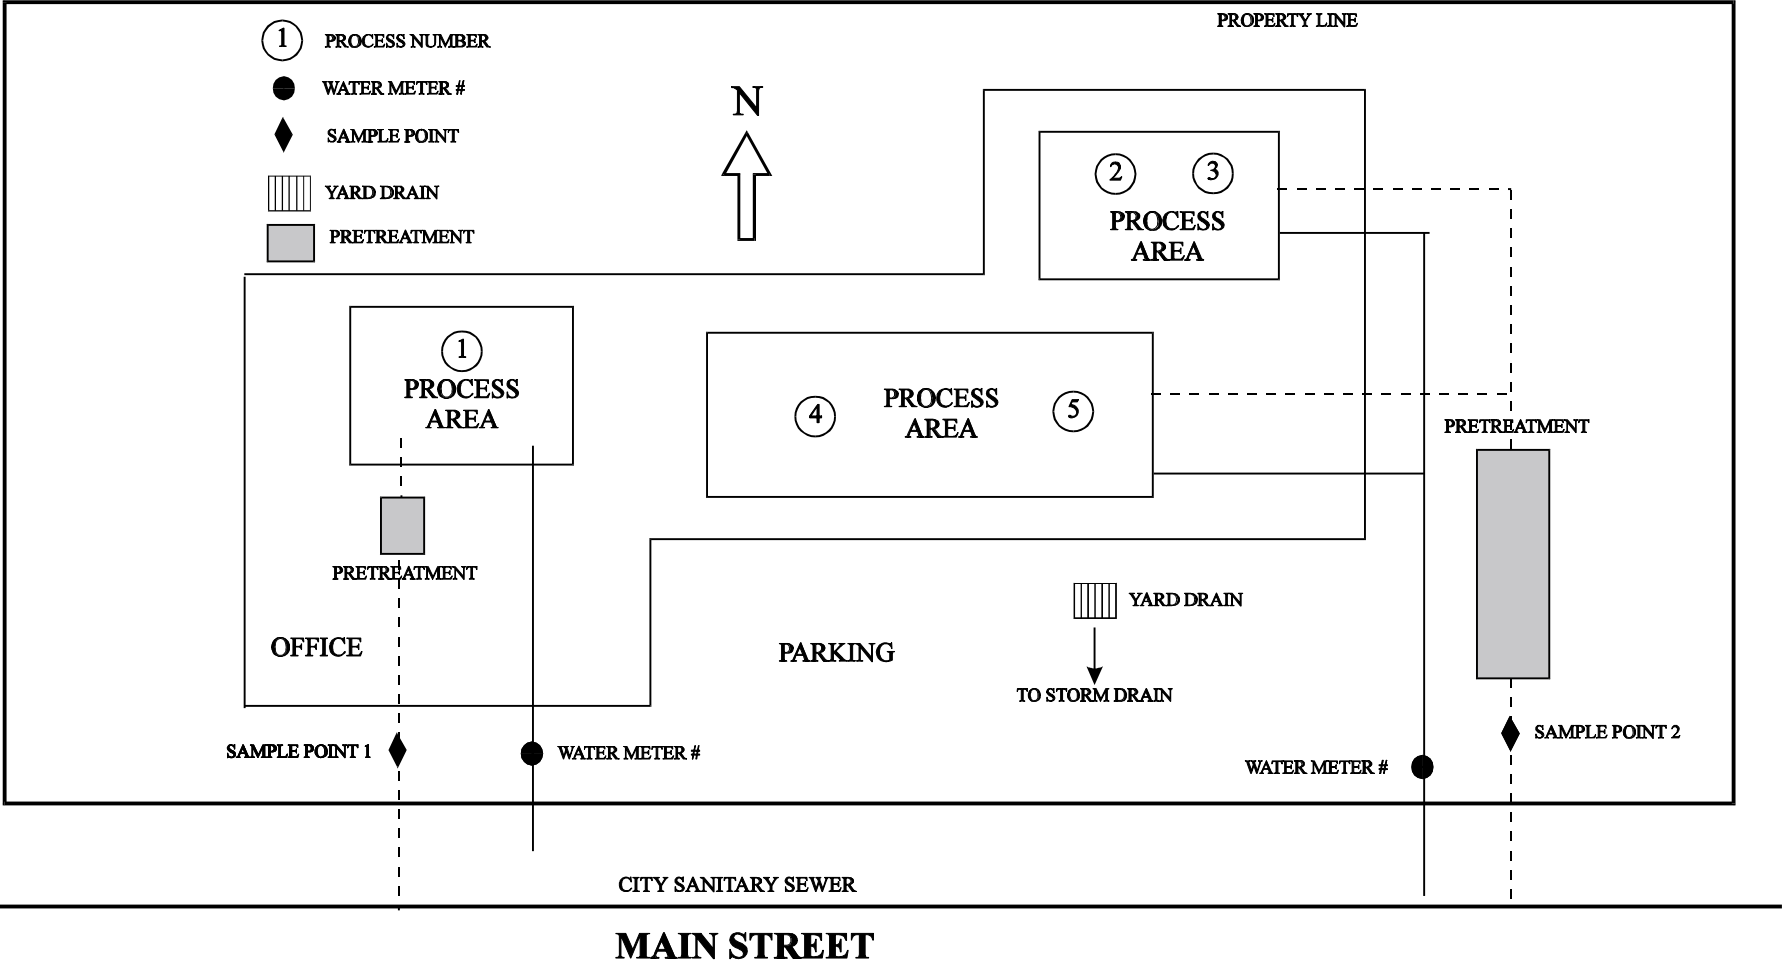 PROPERTY LINE
1 PROCESS NUMBER
WATER METER #
SAMPLE POINT
YARD DRAIN
PRETREATMENT
N
2 3
PROCESS
AREA
1
PROCESS
AREA
4 PROCESS 5
AREA
PRETREATMENT
PRETREATMENT
YARD DRAIN
OFFICE
PARKING
TO STORM DRAIN
SAMPLE POINT 1
WATER METER #
WATER METER #
SAMPLE POINT 2
CITY SANITARY SEWER
MAIN STREET